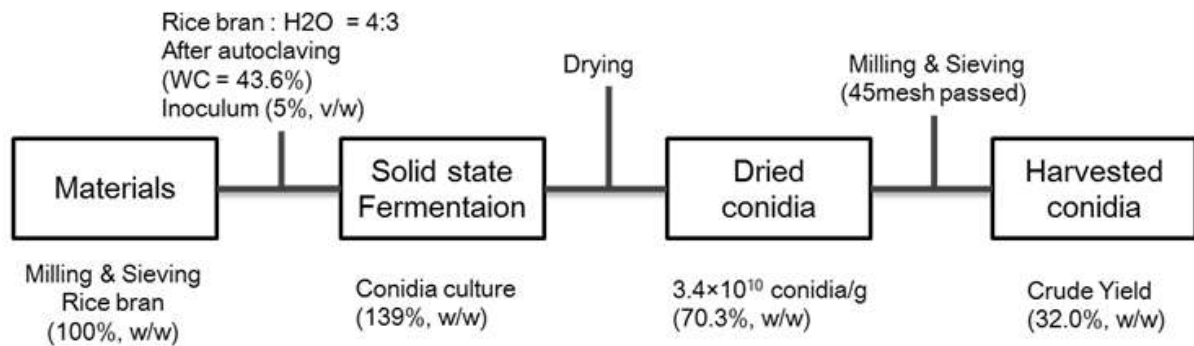 Rice bran : H2O = 4:3
After autoclaving
(WC = 43.6%)
Inoculum (5%, v/w)
Drying
Milling & Sieving
(45mesh passed)
Materials
Solid state
Fermentaion
Dried
conidia
Harvested
conidia
Milling & Sieving
Rice bran
(100%, w/w)
Conidia culture
(139%, w/w)
3.4×10¹⁰ conidia/g
(70.3%, w/w)
Crude Yield
(32.0%, w/w)